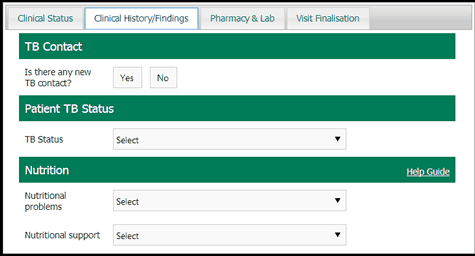 Clinical Status
Clinical History/Findings
Pharmacy & Lab
Visit Finalisation
TB Contact
Is there any new
TB contact?
Yes
No
Patient TB Status
TB Status
Select
Nutrition
Help Guide
Nutritional
problems
Select
Nutritional support
Select